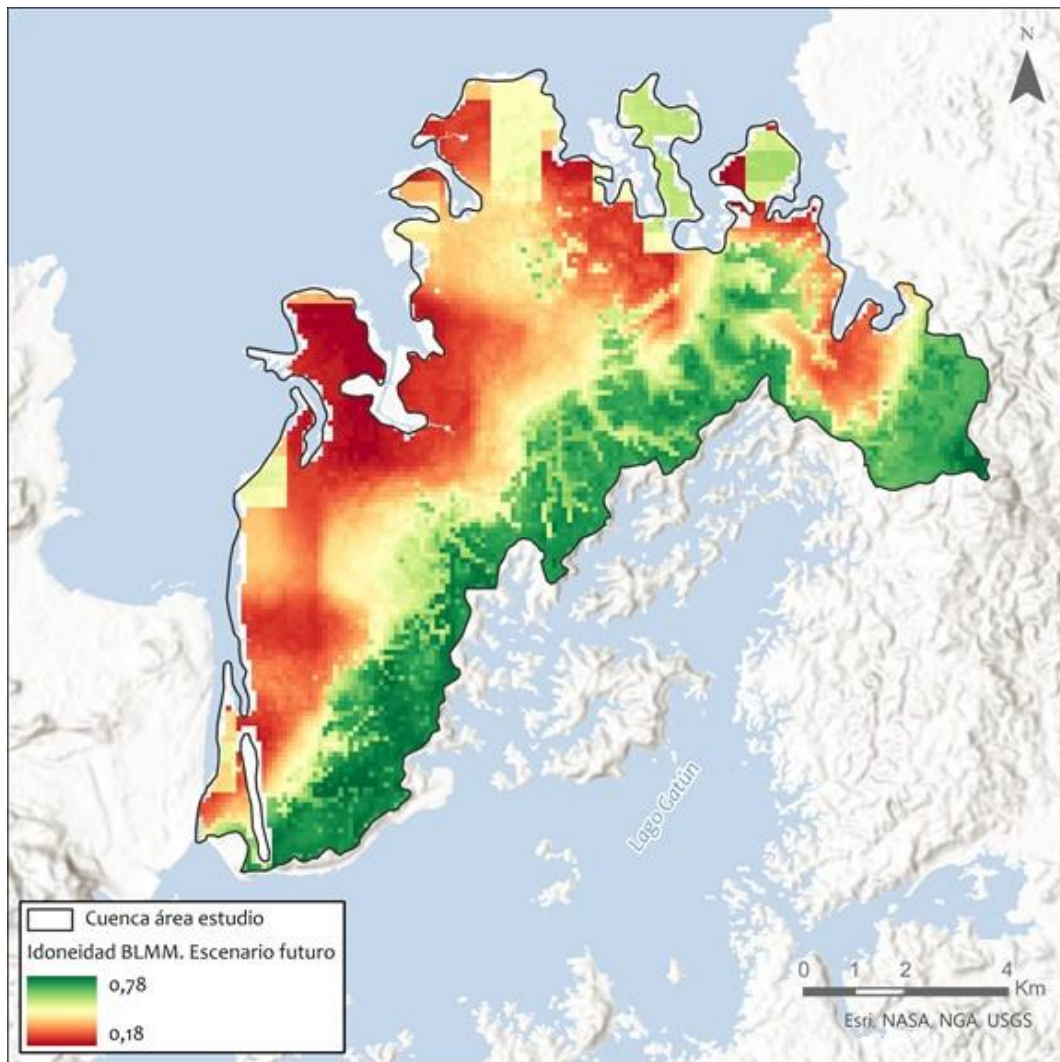 N
Lago Gatún
Cuenca área estudio
Idoneidad BLMM. Escenario futuro
0,78
0,18
0 1 2 4
Km
Esri, NASA, NGA, USGS